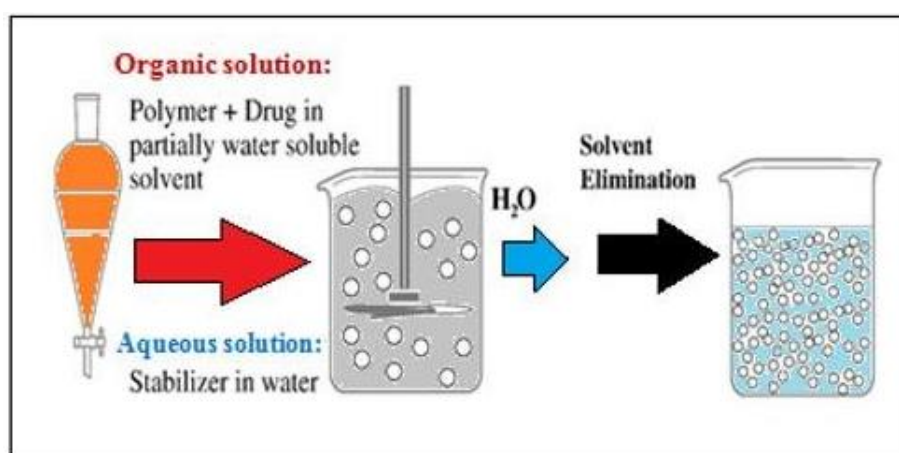 Organic solution:
Polymer + Drug in
partially water soluble
solvent
Aqueous solution:
Stabilizer in water
H₂O
Solvent
Elimination